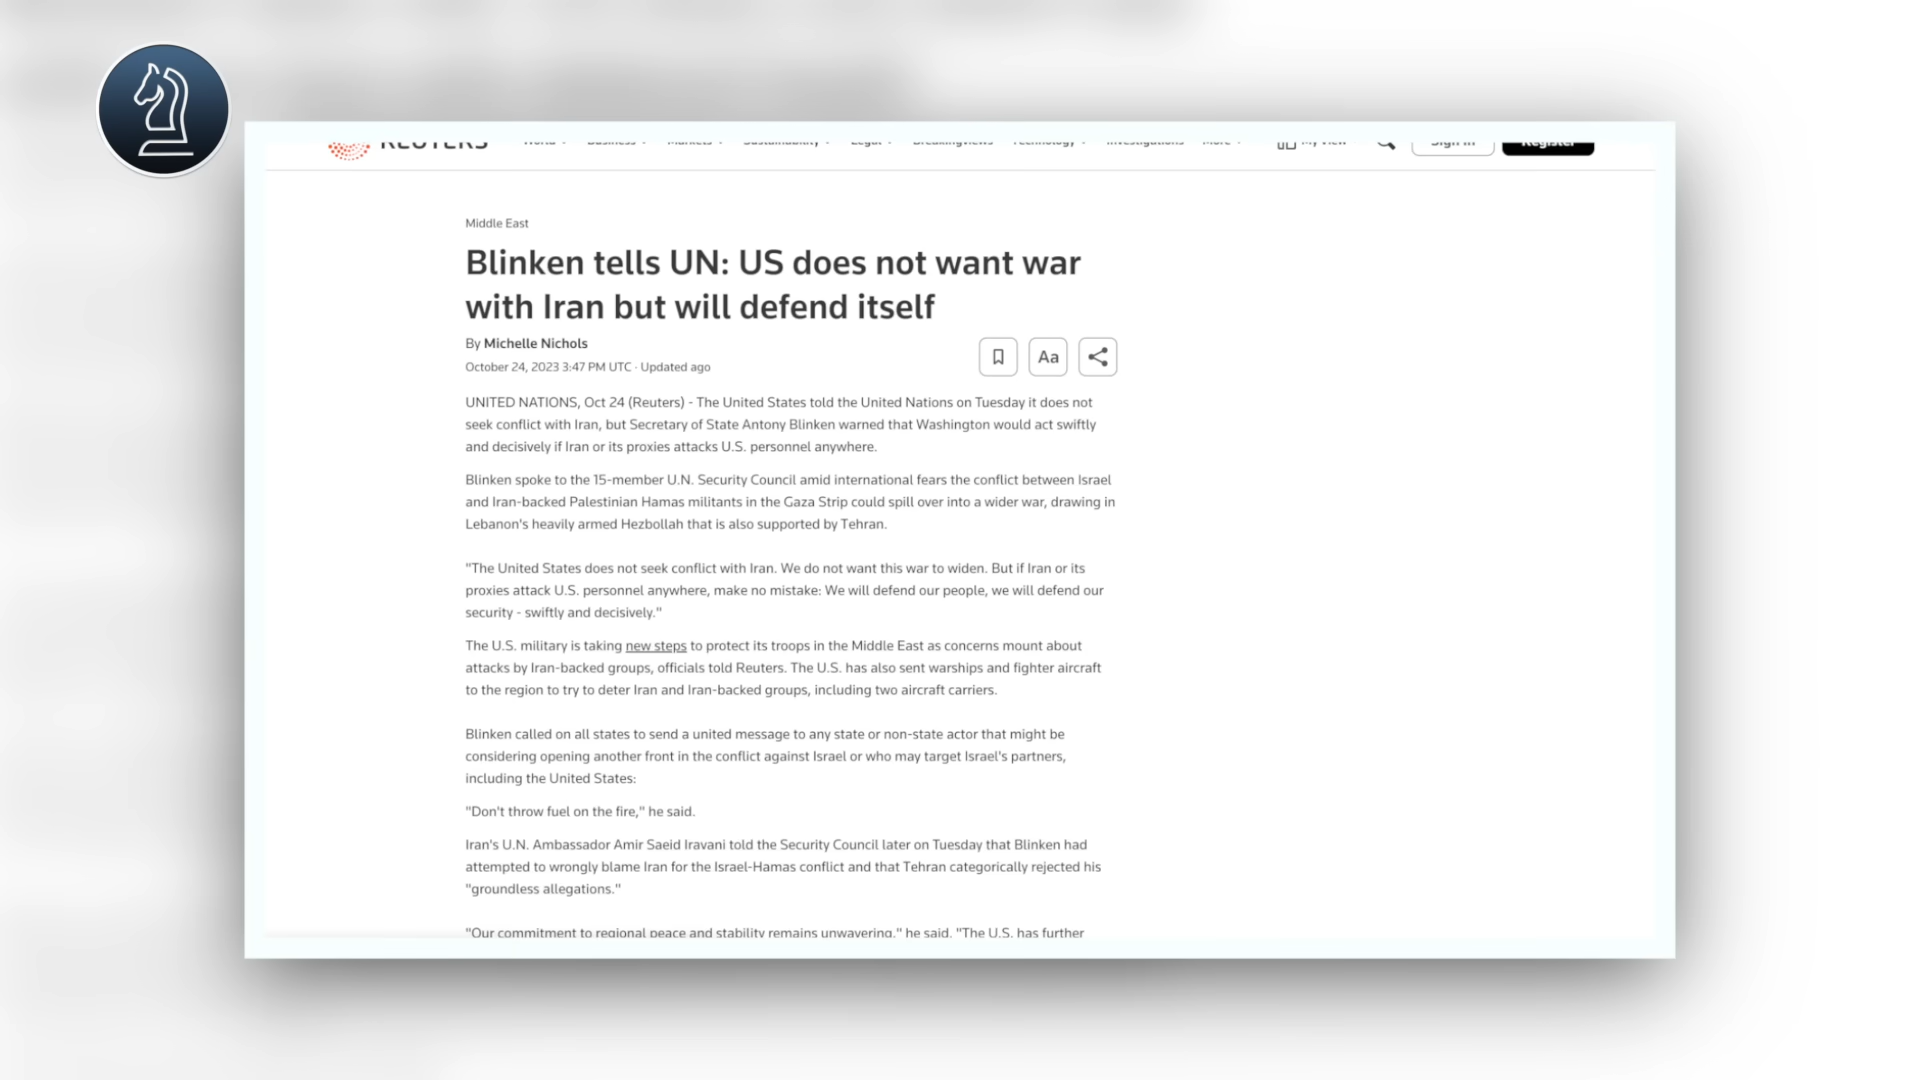 REUTERS World Business Markets Sustainability Legal Breakingviews Technology Investigations More My View Sign In Register
Middle East
Blinken tells UN: US does not want war
with Iran but will defend itself
By Michelle Nichols
October 24, 2023 3:47 PM UTC · Updated ago
Aa
UNITED NATIONS, Oct 24 (Reuters) - The United States told the United Nations on Tuesday it does not
seek conflict with Iran, but Secretary of State Antony Blinken warned that Washington would act swiftly
and decisively if Iran or its proxies attacks U.S. personnel anywhere.
Blinken spoke to the 15-member U.N. Security Council amid international fears the conflict between Israel
and Iran-backed Palestinian Hamas militants in the Gaza Strip could spill over into a wider war, drawing in
Lebanon's heavily armed Hezbollah that is also supported by Tehran.
"The United States does not seek conflict with Iran. We do not want this war to widen. But if Iran or its
proxies attack U.S. personnel anywhere, make no mistake: We will defend our people, we will defend our
security - swiftly and decisively."
The U.S. military is taking new steps to protect its troops in the Middle East as concerns mount about
attacks by Iran-backed groups, officials told Reuters. The U.S. has also sent warships and fighter aircraft
to the region to try to deter Iran and Iran-backed groups, including two aircraft carriers.
Blinken called on all states to send a united message to any state or non-state actor that might be
considering opening another front in the conflict against Israel or who may target Israel's partners,
including the United States:
"Don't throw fuel on the fire," he said.
Iran's U.N. Ambassador Amir Saeid Iravani told the Security Council later on Tuesday that Blinken had
attempted to wrongly blame Iran for the Israel-Hamas conflict and that Tehran categorically rejected his
"groundless allegations."
"Our commitment to regional peace and stability remains unwavering," he said. "The U.S. has further